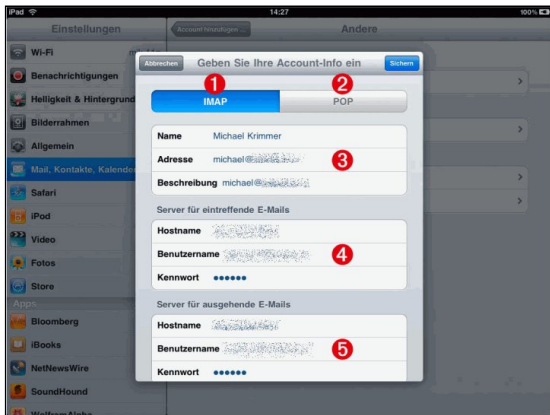 iPad 14:27 100%
Einstellungen
Account hinzufügen ...
Andere
Wi-Fi
Benachrichtigungen
Helligkeit & Hintergrund
Bilderrahmen
Allgemein
Mail, Kontakte, Kalender
Safari
iPod
Video
Fotos
Store
Apps
Bloomberg
iBooks
NetNewsWire
SoundHound
WolframAlpha
Abbrechen Geben Sie Ihre Account-Info ein Sichern
1 2
IMAP POP
Name Michael Krimmer
Adresse michael@ 3
Beschreibung michael@
Server für eintreffende E-Mails
Hostname
Benutzername 4
Kennwort ••••••
Server für ausgehende E-Mails
Hostname
Benutzername 5
Kennwort ••••••